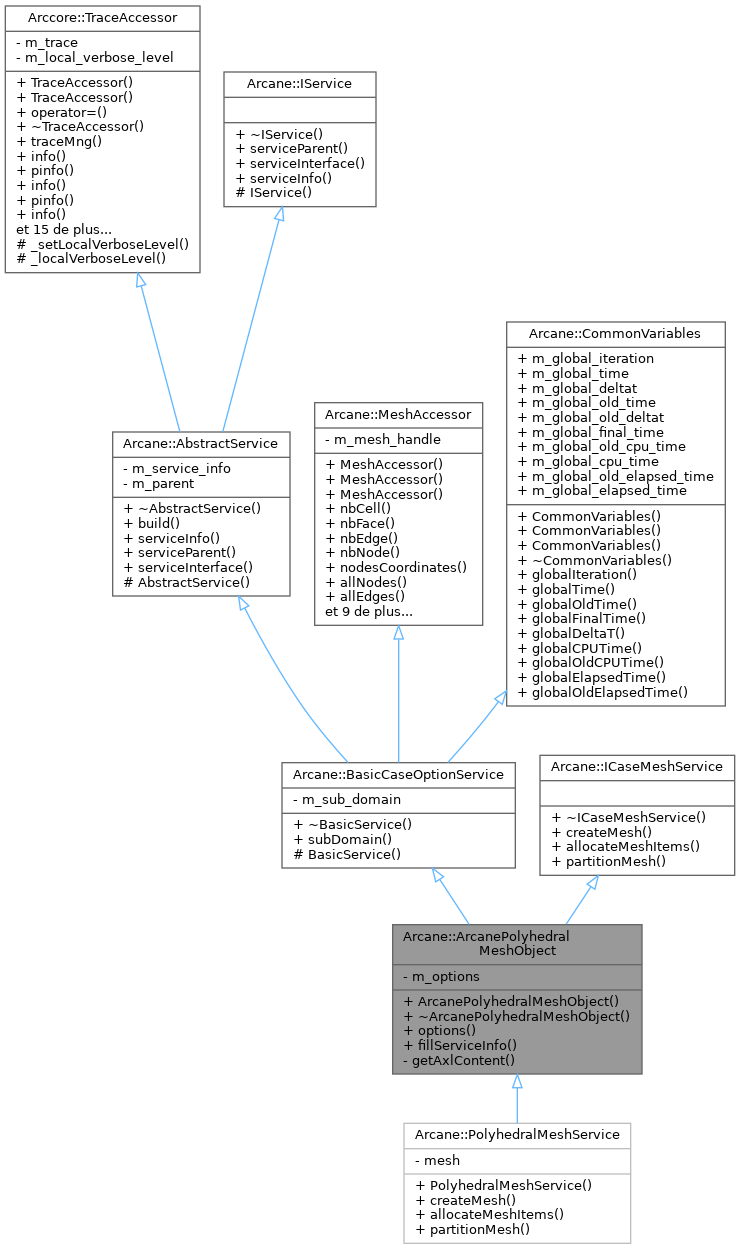 Arccore::TraceAccessor
- m_trace
- m_local_verbose_level
+ TraceAccessor()
+ TraceAccessor()
+ operator=()
+ ~TraceAccessor()
+ traceMng()
+ info()
+ pinfo()
+ info()
+ pinfo()
+ info()
et 15 de plus...
# _setLocalVerboseLevel()
# _localVerboseLevel()
Arcane::IService
+ ~IService()
+ serviceParent()
+ serviceInterface()
+ serviceInfo()
# IService()
Arcane::CommonVariables
+ m_global_iteration
+ m_global_time
+ m_global_deltat
+ m_global_old_time
+ m_global_old_deltat
+ m_global_final_time
+ m_global_old_cpu_time
+ m_global_cpu_time
+ m_global_old_elapsed_time
+ m_global_elapsed_time
+ CommonVariables()
+ CommonVariables()
+ CommonVariables()
+ ~CommonVariables()
+ globalIteration()
+ globalTime()
+ globalOldTime()
+ globalFinalTime()
+ globalDeltaT()
+ globalCPUTime()
+ globalOldCPUTime()
+ globalElapsedTime()
+ globalOldElapsedTime()
Arcane::MeshAccessor
- m_mesh_handle
+ MeshAccessor()
+ MeshAccessor()
+ MeshAccessor()
+ nbCell()
+ nbFace()
+ nbEdge()
+ nbNode()
+ nodesCoordinates()
+ allNodes()
+ allEdges()
et 9 de plus...
Arcane::AbstractService
- m_service_info
- m_parent
+ ~AbstractService()
+ build()
+ serviceInfo()
+ serviceParent()
+ serviceInterface()
# AbstractService()
Arcane::BasicCaseOptionService
- m_sub_domain
+ ~BasicService()
+ subDomain()
# BasicService()
Arcane::ICaseMeshService
+ ~ICaseMeshService()
+ createMesh()
+ allocateMeshItems()
+ partitionMesh()
Arcane::ArcanePolyhedral
MeshObject
- m_options
+ ArcanePolyhedralMeshObject()
+ ~ArcanePolyhedralMeshObject()
+ options()
+ fillServiceInfo()
- getAxlContent()
Arcane::PolyhedralMeshService
- mesh
+ PolyhedralMeshService()
+ createMesh()
+ allocateMeshItems()
+ partitionMesh()